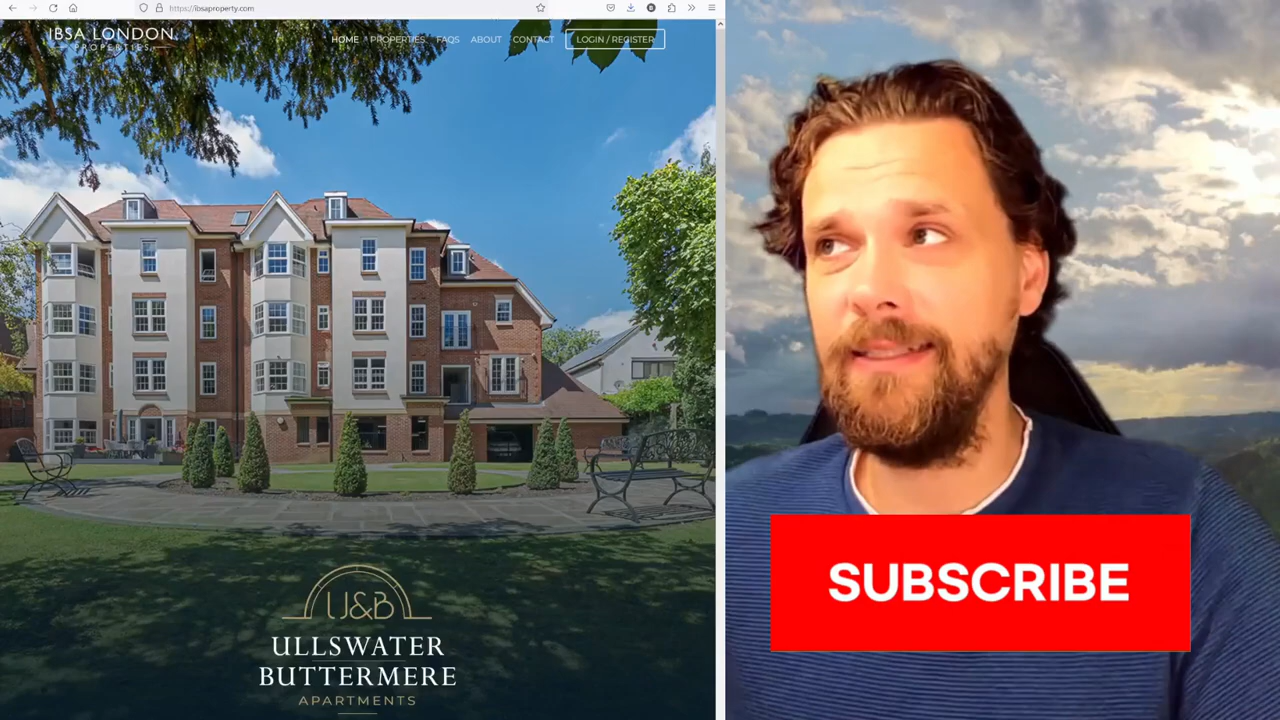 https://ibsaproperty.com
IBSA LONDON
PROPERTIES
HOME PROPERTIES FAQS ABOUT CONTACT LOGIN / REGISTER
U&B
ULLSWATER
BUTTERMERE
APARTMENTS
SUBSCRIBE